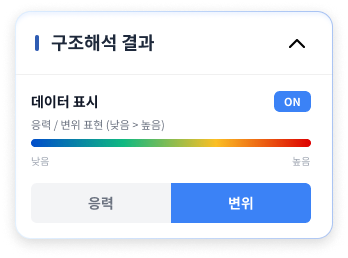 구조해석 결과
데이터 표시
ON
응력 / 변위 표현 (낮음 > 높음)
낮음
높음
응력
변위